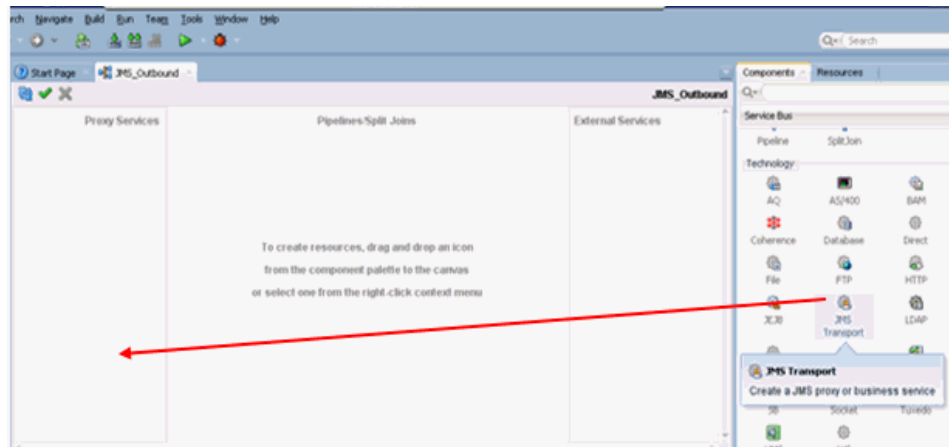 rch Navigate Build Run Team Tools Window Help
Search
Start Page JMS_Outbound
Components Resources
JMS_Outbound
Proxy Services Pipelines/Split Joins External Services
Service Bus
Pipeline SplitJoin
Technology
AQ AS/400 BAM
Coherence Database Direct
File FTP HTTP
EJB JMS Transport LDAP
To create resources, drag and drop an icon
from the component palette to the canvas
or select one from the right-click context menu
JMS Transport
Create a JMS proxy or business service
SB Socket Tuxedo